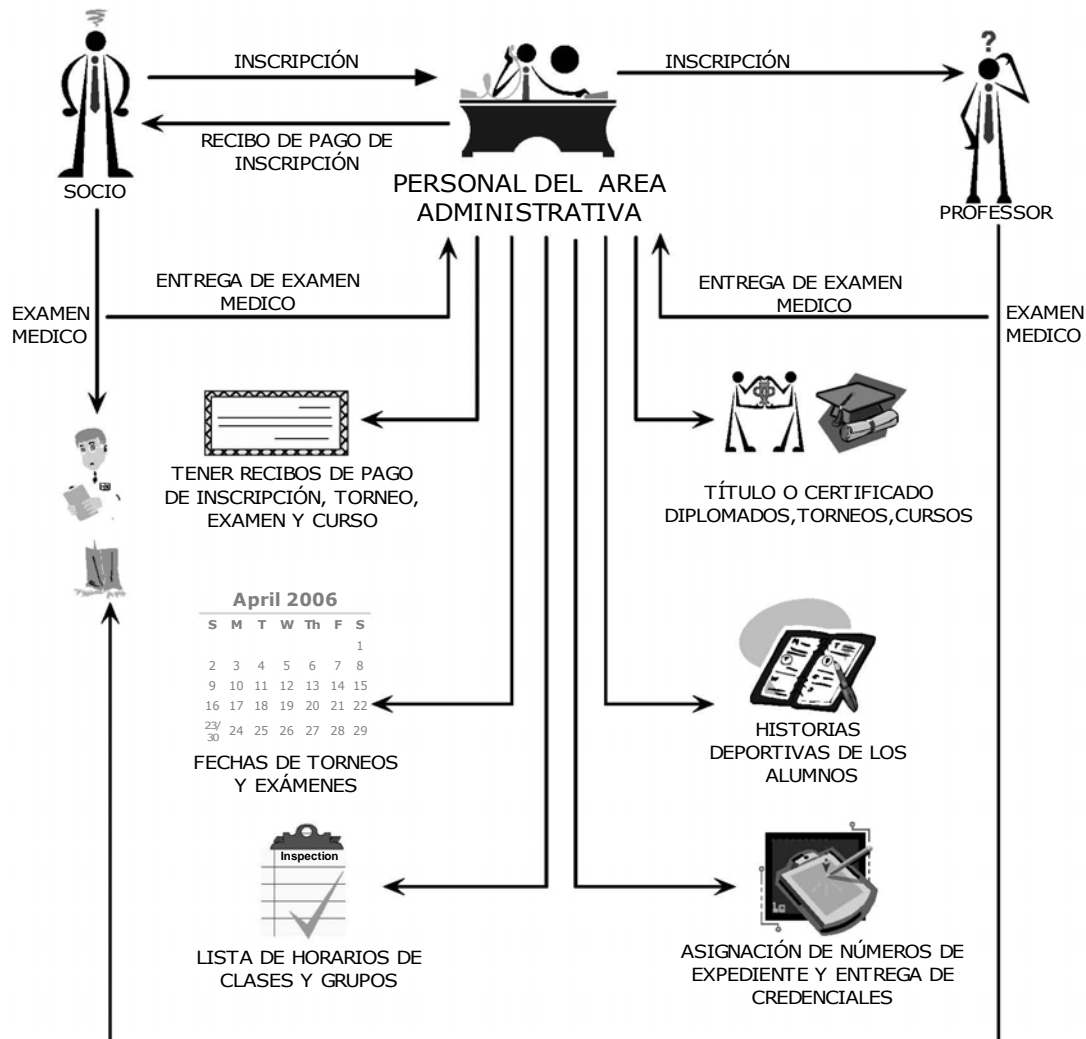 INSCRIPCIÓN
INSCRIPCIÓN
RECIBO DE PAGO DE
INSCRIPCIÓN
SOCIO
PERSONAL DEL AREA
ADMINISTRATIVA
PROFESSOR
?
ENTREGA DE EXAMEN
MEDICO
ENTREGA DE EXAMEN
MEDICO
EXAMEN
MEDICO
EXAMEN
MEDICO
TENER RECIBOS DE PAGO
DE INSCRIPCIÓN, TORNEO,
EXAMEN Y CURSO
TÍTULO O CERTIFICADO
DIPLOMADOS,TORNEOS,CURSOS
April 2006
S M T W Th F S
1
2 3 4 5 6 7 8
9 10 11 12 13 14 15
16 17 18 19 20 21 22
23/30 24 25 26 27 28 29
FECHAS DE TORNEOS
Y EXÁMENES
HISTORIAS
DEPORTIVAS DE LOS
ALUMNOS
Inspection
LISTA DE HORARIOS DE
CLASES Y GRUPOS
ASIGNACIÓN DE NÚMEROS DE
EXPEDIENTE Y ENTREGA DE
CREDENCIALES